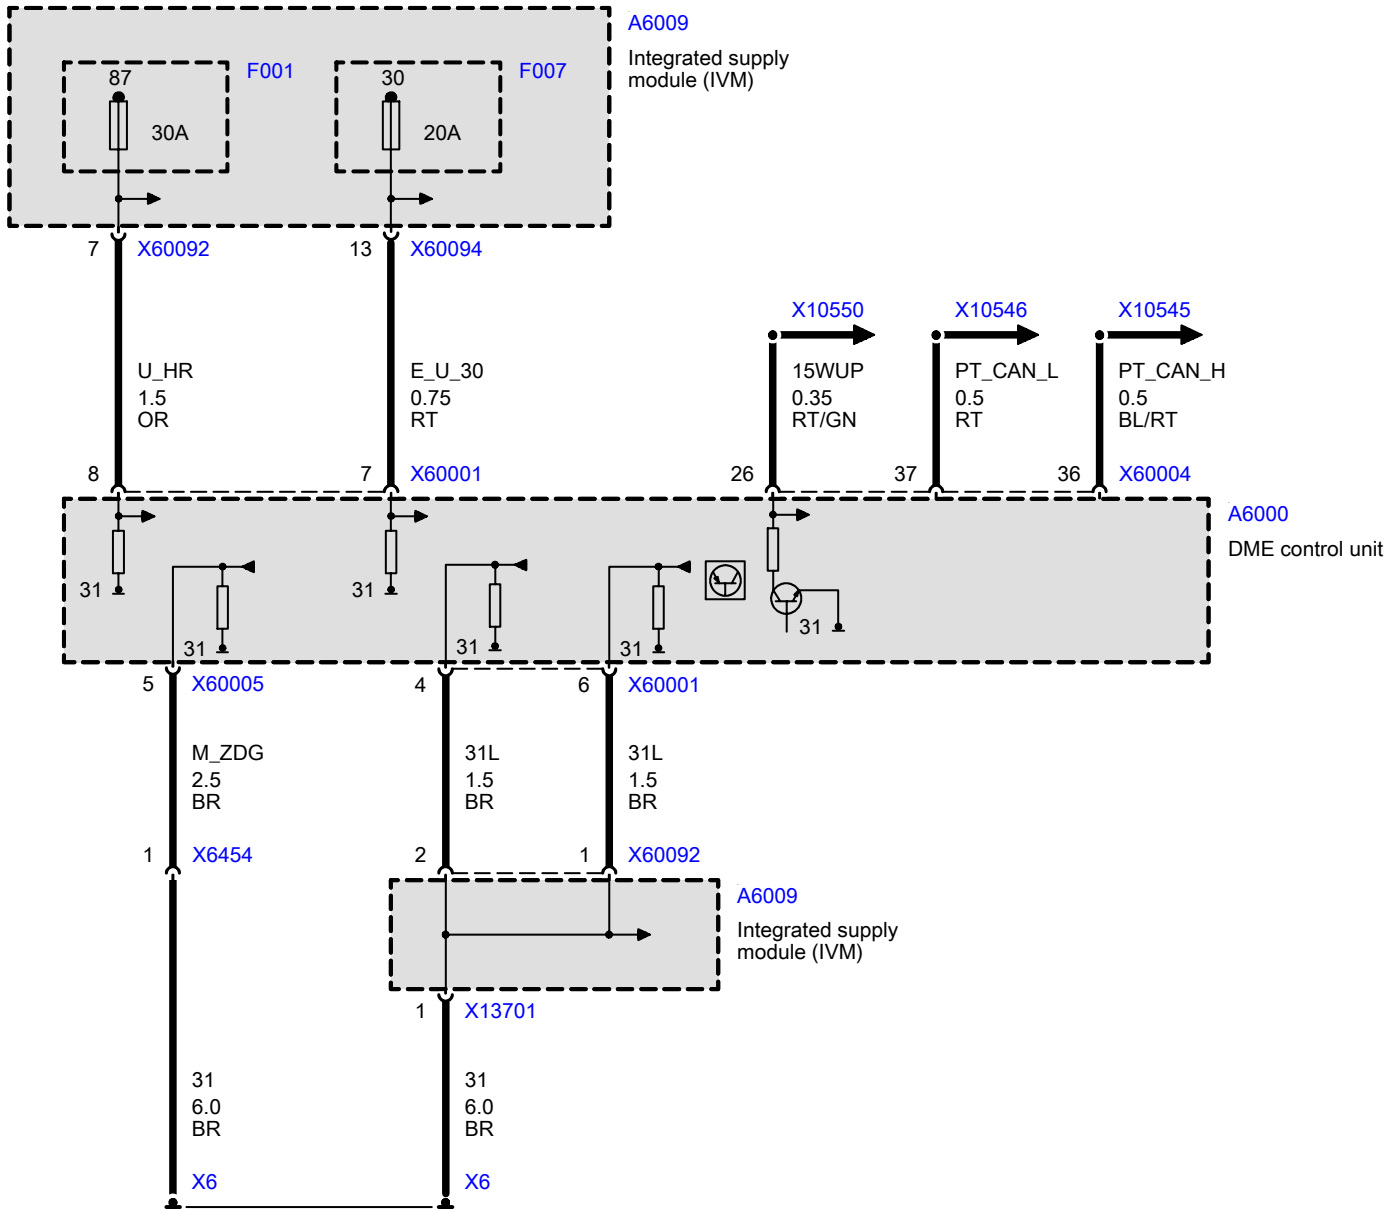 A6009
Integrated supply
module (IVM)
F001
F007
87
30
30A
20A
7
X60092
13
X60094
X10550
X10546
X10545
U_HR
1.5
OR
E_U_30
0.75
RT
15WUP
0.35
RT/GN
PT_CAN_L
0.5
RT
PT_CAN_H
0.5
BL/RT
8
7
X60001
26
37
36
X60004
A6000
DME control unit
31
31
31
31
31
31
5
X60005
4
6
X60001
M_ZDG
2.5
BR
31L
1.5
BR
31L
1.5
BR
1
X6454
2
1
X60092
A6009
Integrated supply
module (IVM)
1
X13701
31
6.0
BR
31
6.0
BR
X6
X6